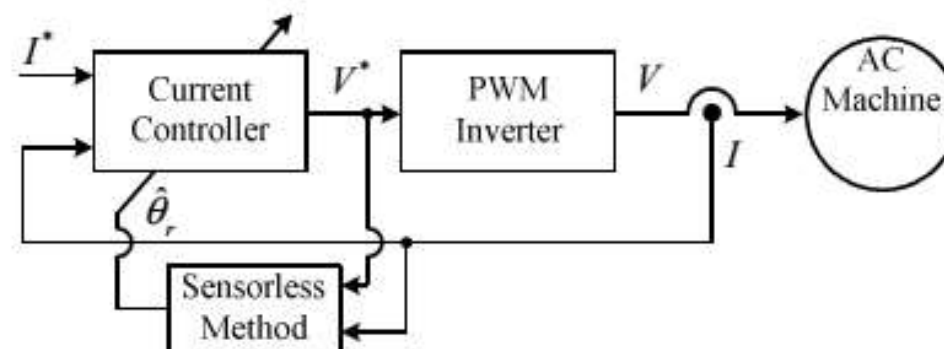 I*
Current
Controller
V*
PWM
Inverter
V
I
AC
Machine
θ̂r
Sensorless
Method